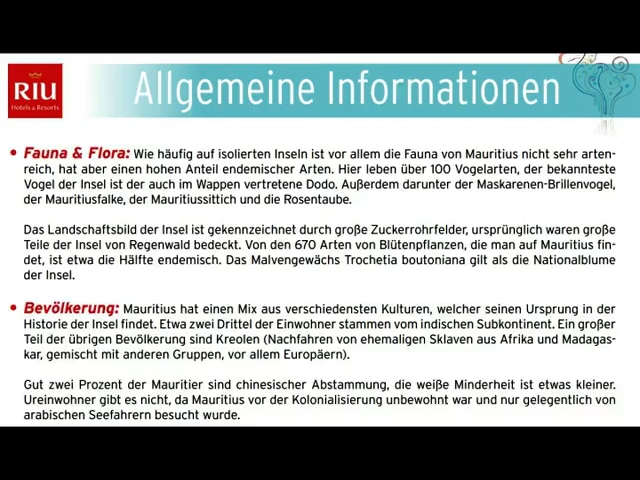 RIU
Hotels & Resorts
Allgemeine Informationen
• Fauna & Flora: Wie häufig auf isolierten Inseln ist vor allem die Fauna von Mauritius nicht sehr arten-
reich, hat aber einen hohen Anteil endemischer Arten. Hier leben über 100 Vogelarten, der bekannteste
Vogel der Insel ist der auch im Wappen vertretene Dodo. Außerdem darunter der Maskarenen-Brillenvogel,
der Mauritiusfalke, der Mauritiussittich und die Rosentaube.
Das Landschaftsbild der Insel ist gekennzeichnet durch große Zuckerrohrfelder, ursprünglich waren große
Teile der Insel von Regenwald bedeckt. Von den 670 Arten von Blütenpflanzen, die man auf Mauritius fin-
det, ist etwa die Hälfte endemisch. Das Malvengewächs Trochetia boutoniana gilt als die Nationalblume
der Insel.
• Bevölkerung: Mauritius hat einen Mix aus verschiedensten Kulturen, welcher seinen Ursprung in der
Historie der Insel findet. Etwa zwei Drittel der Einwohner stammen vom indischen Subkontinent. Ein großer
Teil der übrigen Bevölkerung sind Kreolen (Nachfahren von ehemaligen Sklaven aus Afrika und Madagas-
kar, gemischt mit anderen Gruppen, vor allem Europäern).
Gut zwei Prozent der Mauritier sind chinesischer Abstammung, die weiße Minderheit ist etwas kleiner.
Ureinwohner gibt es nicht, da Mauritius vor der Kolonialisierung unbewohnt war und nur gelegentlich von
arabischen Seefahrern besucht wurde.